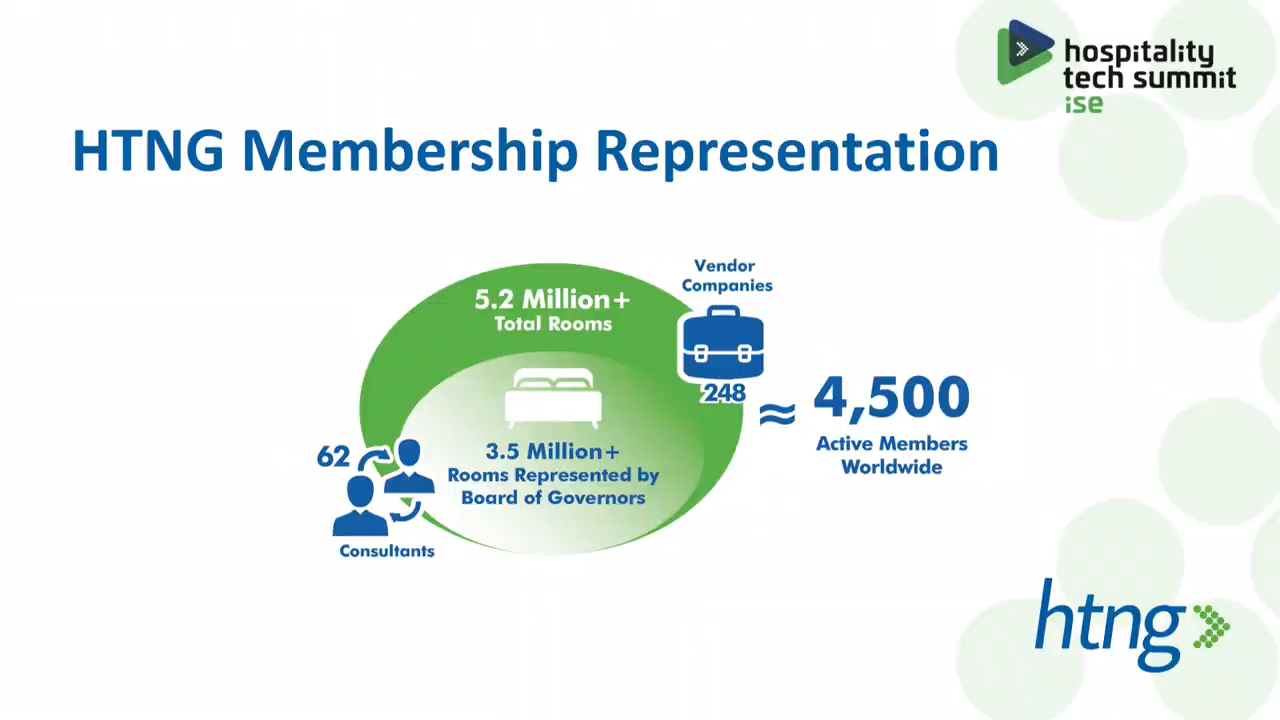 hospitality
tech summit
ise
HTNG Membership Representation
Vendor
Companies
248
5.2 Million+
Total Rooms
3.5 Million+
Rooms Represented by
Board of Governors
62
Consultants
≈ 4,500
Active Members
Worldwide
htng